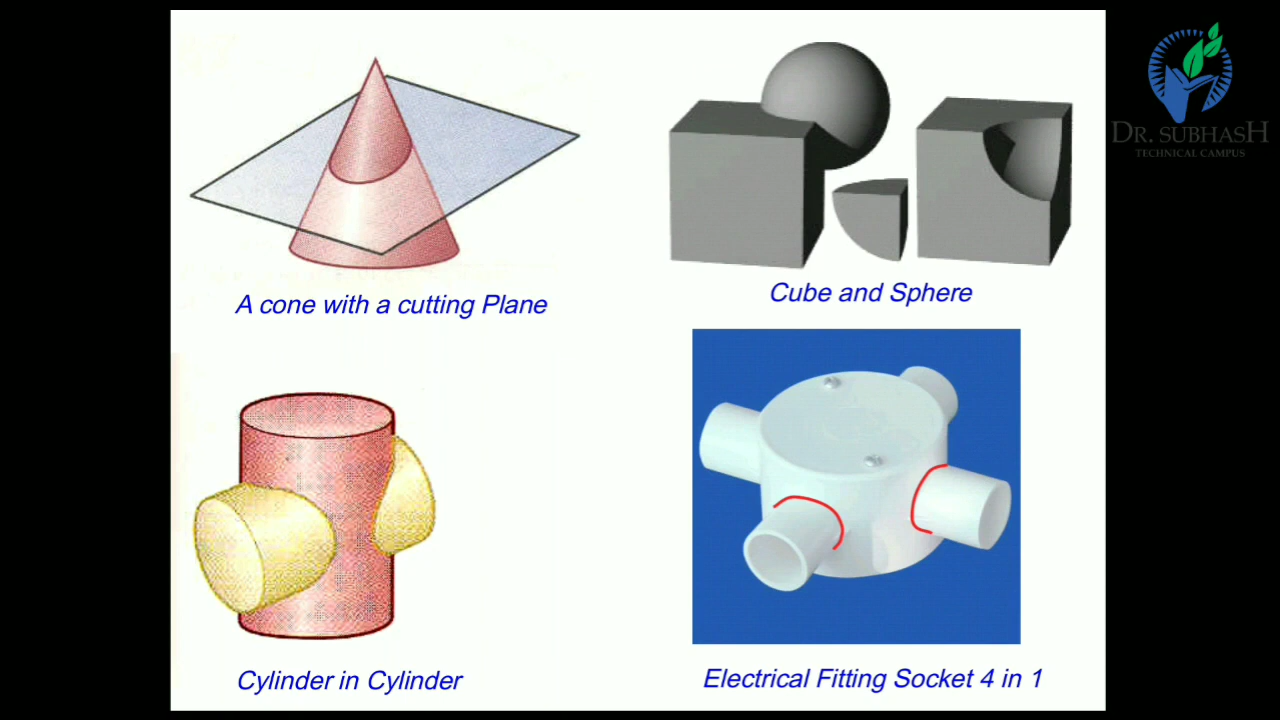 DR. SUBHASH
TECHNICAL CAMPUS
A cone with a cutting Plane
Cube and Sphere
Cylinder in Cylinder
Electrical Fitting Socket 4 in 1